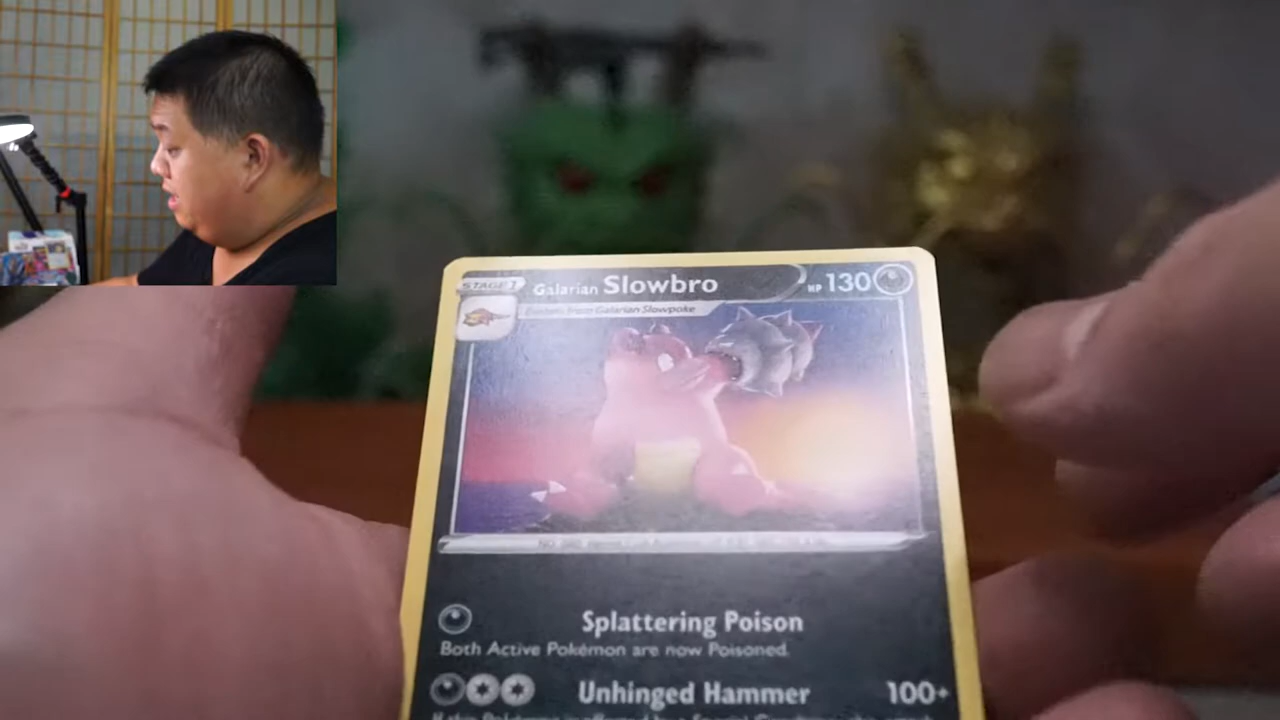 STAGE 1 Galarian Slowbro HP 130
Evolves from Galarian Slowpoke
Splattering Poison
Both Active Pokémon are now Poisoned.
Unhinged Hammer 100+